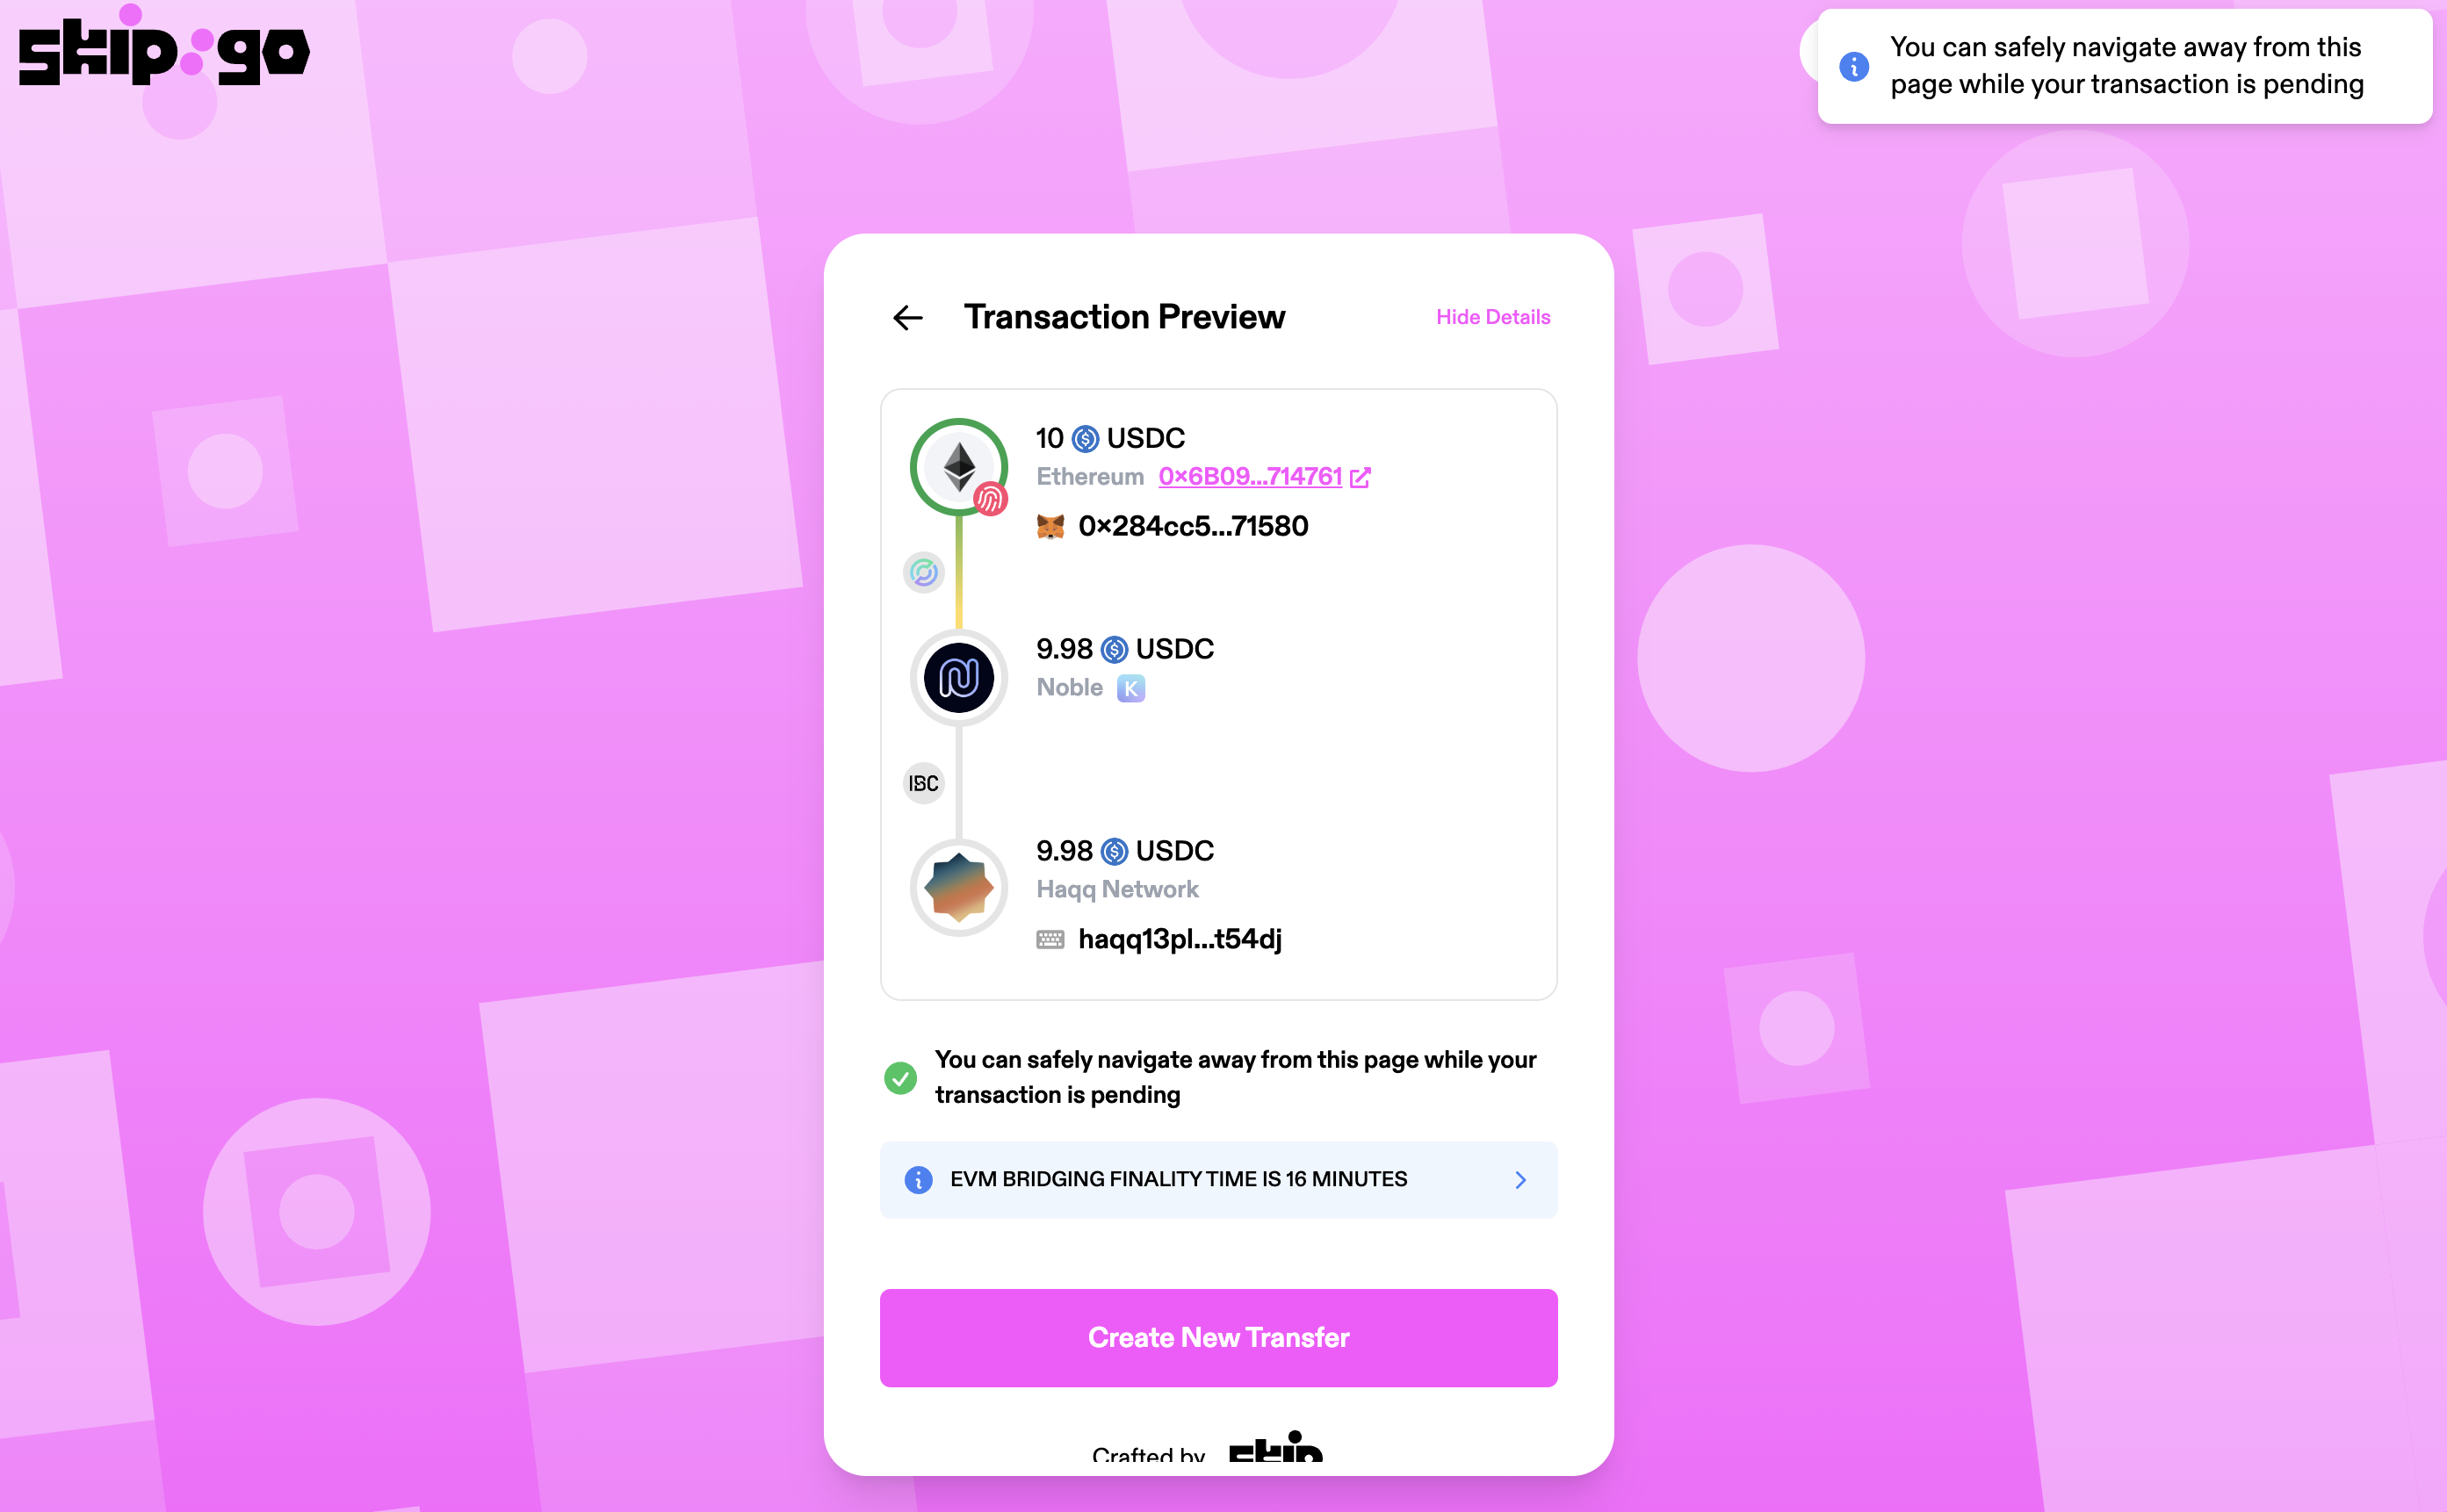 skip:go
You can safely navigate away from this
page while your transaction is pending
Transaction Preview
Hide Details
10 USDC
Ethereum 0x6B09...714761
0x284cc5...71580
9.98 USDC
Noble K
IBC
9.98 USDC
Haqq Network
haqq13pl...t54dj
You can safely navigate away from this page while your
transaction is pending
EVM BRIDGING FINALITY TIME IS 16 MINUTES
Create New Transfer
Crafted by skip